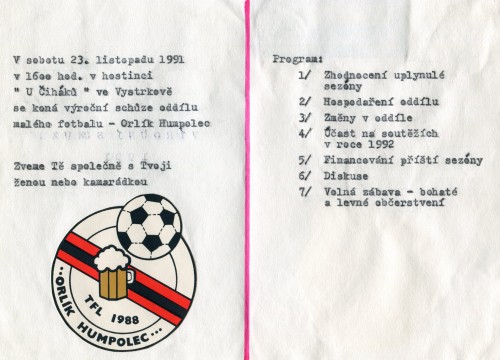 V sobotu 23. listopadu 1991
v 1600 hod. v hostinci
" U Čiháků " ve Vystrkově
se koná výroční schůze oddílu
malého fotbalu - Orlík Humpolec
Zveme Tě společně s Tvoji
ženou nebo kamarádkou
TFL 1988
..ORLÍK HUMPOLEC...
Program:
1/ Zhodnocení uplynulé
sezóny
2/ Hospodaření oddílu
3/ Změny v oddíle
4/ Účast na soutěžích
v roce 1992
5/ Financování příští sezóny
6/ Diskuse
7/ Volná zábava - bohaté
a levné občerstvení